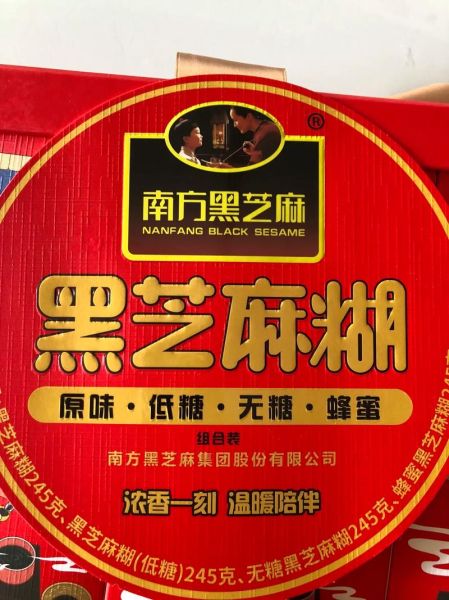 ®
南方黑芝麻
NANFANG BLACK SESAME
黑芝麻糊
原味·低糖·无糖·蜂蜜
组合装
南方黑芝麻集团股份有限公司
浓香一刻 温暖陪伴
黑芝麻糊245克、黑芝麻糊(低糖)245克、无糖黑芝麻糊245克、蜂蜜黑芝麻糊245克